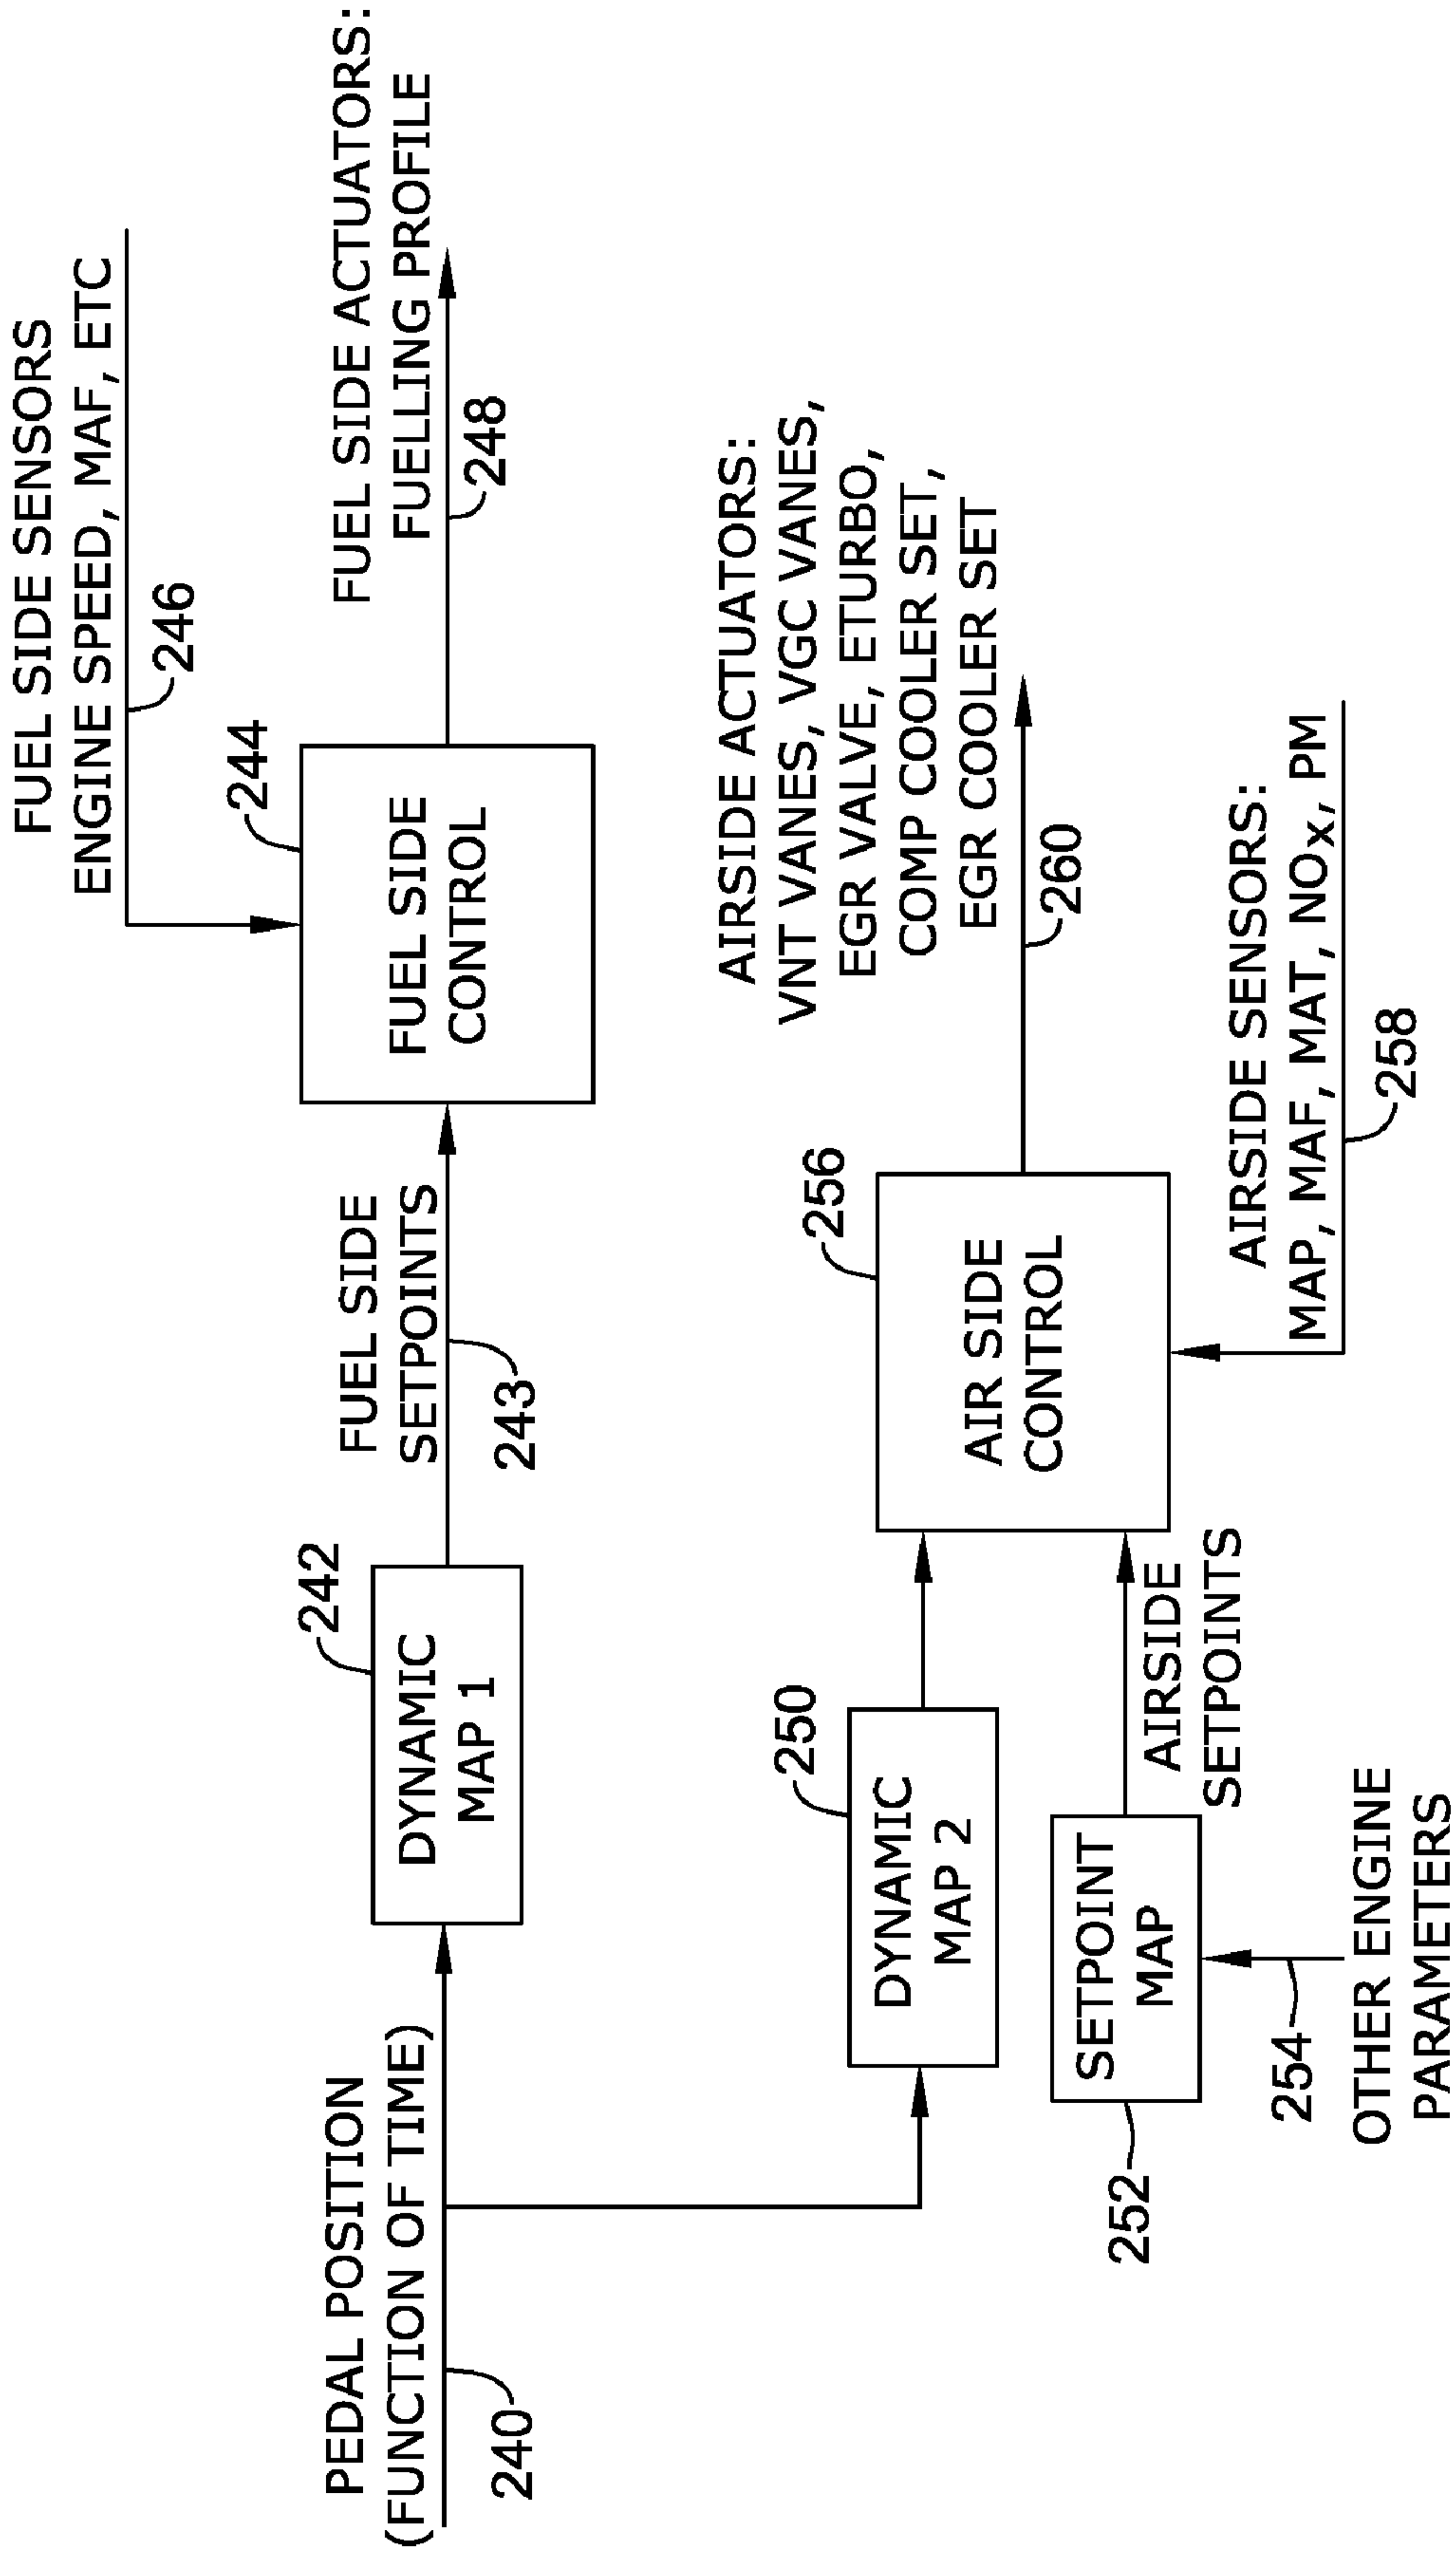 FUEL SIDE SENSORS
ENGINE SPEED, MAF, ETC
246
244
FUEL SIDE
CONTROL
FUEL SIDE ACTUATORS:
FUELLING PROFILE
248
FUEL SIDE
SETPOINTS
243
242
DYNAMIC
MAP 1
PEDAL POSITION
(FUNCTION OF TIME)
240
AIRSIDE ACTUATORS:
VNT VANES, VGC VANES,
EGR VALVE, ETURBO,
COMP COOLER SET,
EGR COOLER SET
260
256
AIR SIDE
CONTROL
250
DYNAMIC
MAP 2
AIRSIDE
SETPOINTS
SETPOINT
MAP
252
254
OTHER ENGINE
PARAMETERS
AIRSIDE SENSORS:
MAP, MAF, MAT, NOX, PM
258